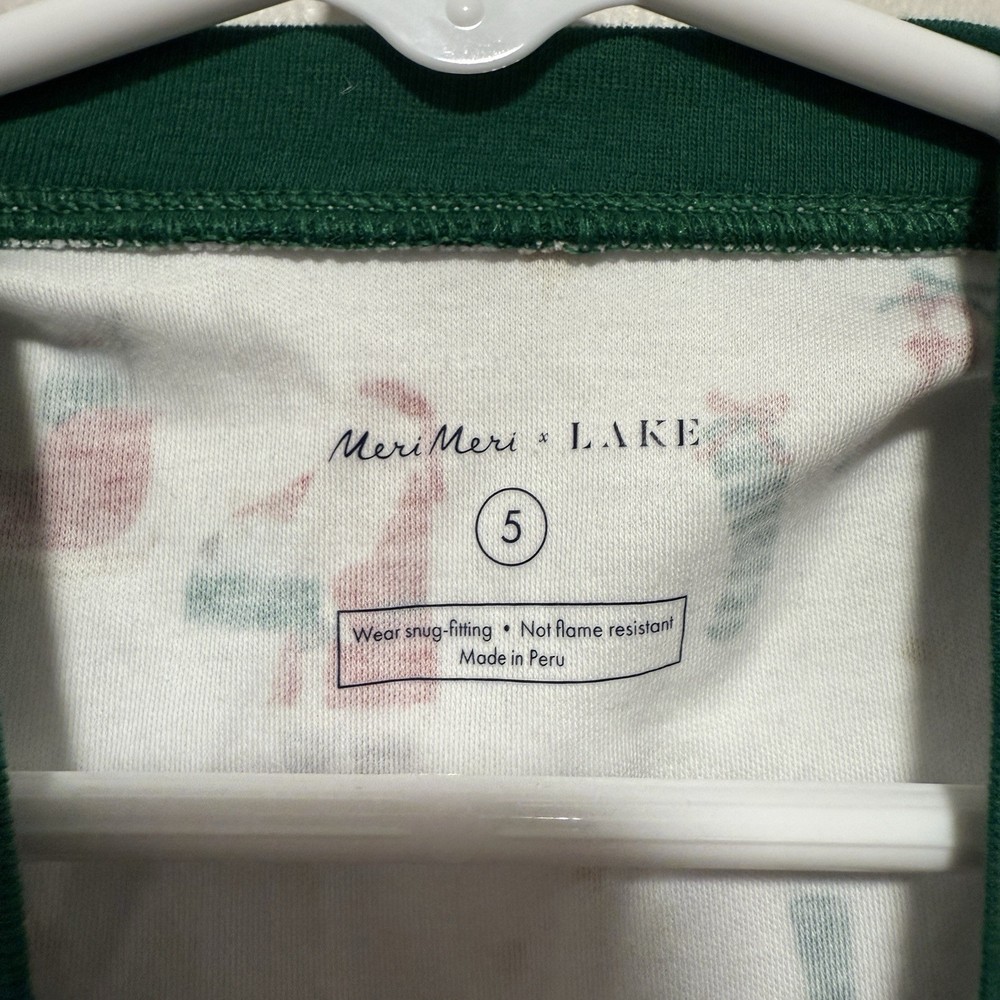 Meri Meri x LAKE
5
Wear snug-fitting • Not flame resistant
Made in Peru